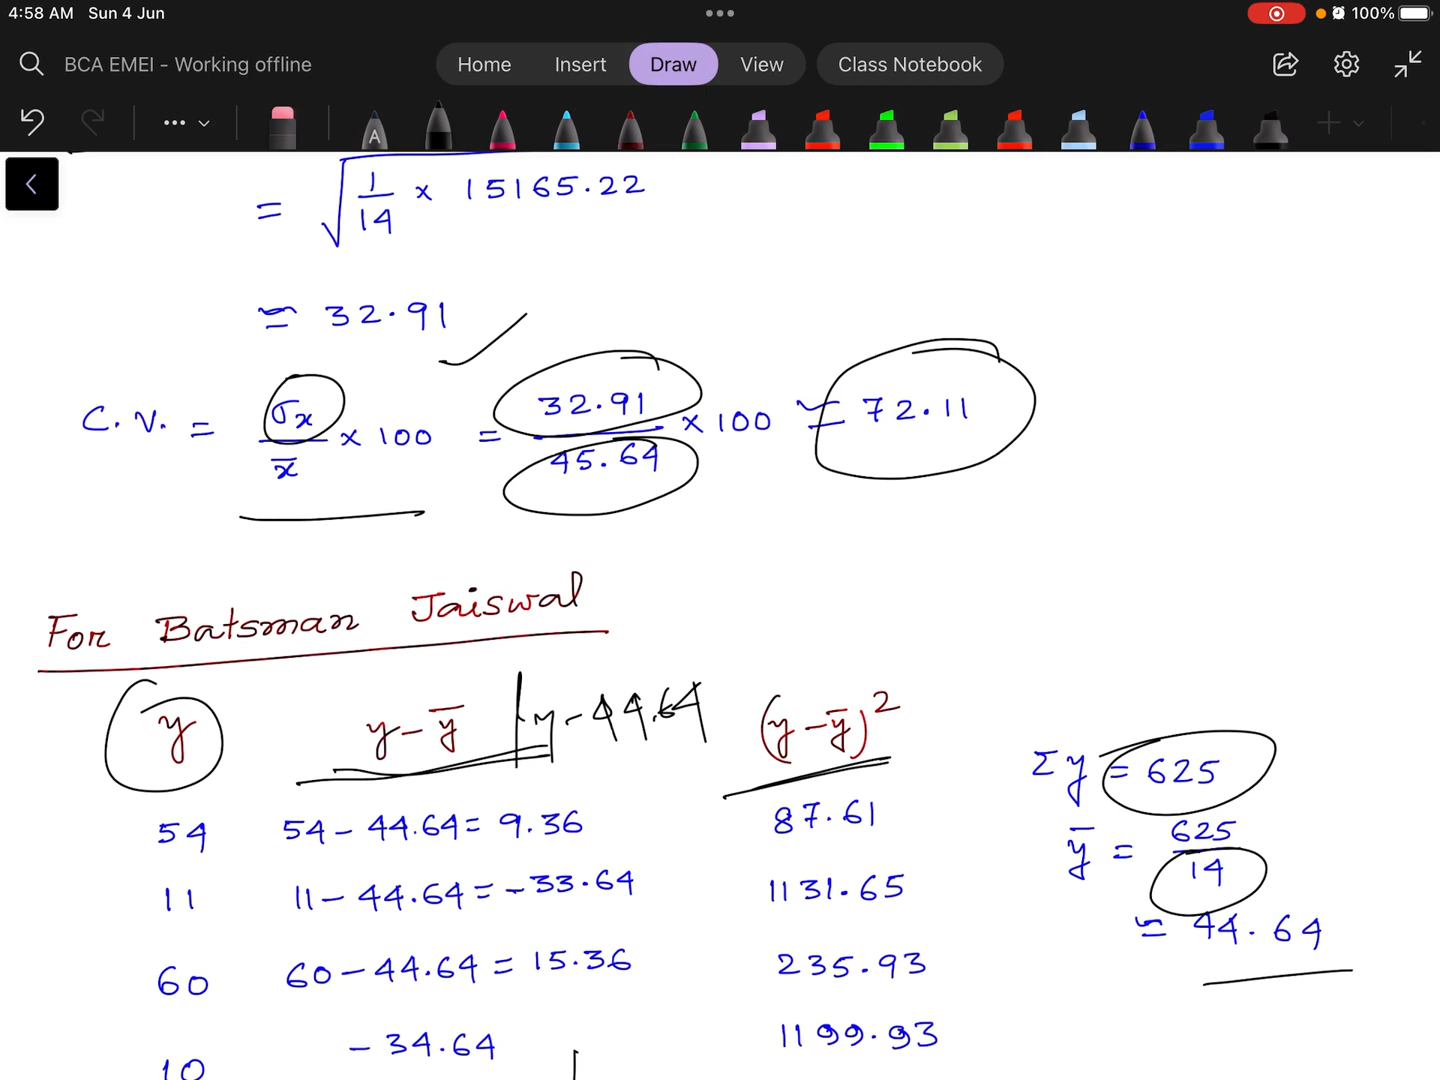 4:58 AM Sun 4 Jun
100%
BCA EMEI - Working offline
Home Insert Draw View Class Notebook
A
= √ 1/14 × 15165.22
≃ 32.91
C.V. = σx / x̄ × 100 = 32.91 / 45.64 × 100 ≃ 72.11
For Batsman Jaiswal
y y - ȳ | y - 44.64 (y - ȳ)²
Σy = 625
54 54 - 44.64 = 9.36 87.61
ȳ = 625 / 14
11 11 - 44.64 = -33.64 1131.65
≃ 44.64
60 60 - 44.64 = 15.36 235.93
10 - 34.64 1199.93